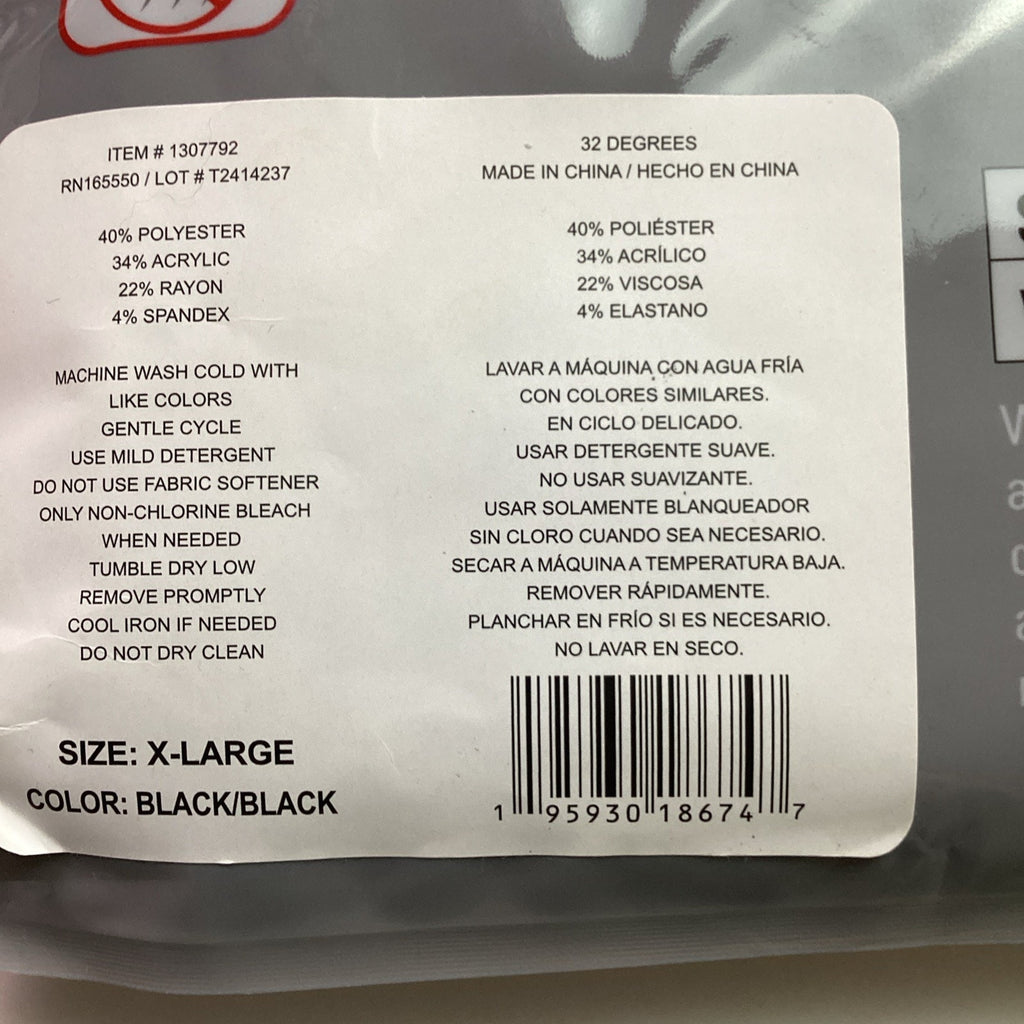 ITEM # 1307792
RN165550 / LOT # T2414237
40% POLYESTER
34% ACRYLIC
22% RAYON
4% SPANDEX
MACHINE WASH COLD WITH
LIKE COLORS
GENTLE CYCLE
USE MILD DETERGENT
DO NOT USE FABRIC SOFTENER
ONLY NON-CHLORINE BLEACH
WHEN NEEDED
TUMBLE DRY LOW
REMOVE PROMPTLY
COOL IRON IF NEEDED
DO NOT DRY CLEAN
SIZE: X-LARGE
COLOR: BLACK/BLACK
32 DEGREES
MADE IN CHINA / HECHO EN CHINA
40% POLIÉSTER
34% ACRÍLICO
22% VISCOSA
4% ELASTANO
LAVAR A MÁQUINA CON AGUA FRÍA
CON COLORES SIMILARES.
EN CICLO DELICADO.
USAR DETERGENTE SUAVE.
NO USAR SUAVIZANTE.
USAR SOLAMENTE BLANQUEADOR
SIN CLORO CUANDO SEA NECESARIO.
SECAR A MÁQUINA A TEMPERATURA BAJA.
REMOVER RÁPIDAMENTE.
PLANCHAR EN FRÍO SI ES NECESARIO.
NO LAVAR EN SECO.
1 95930 18674 7